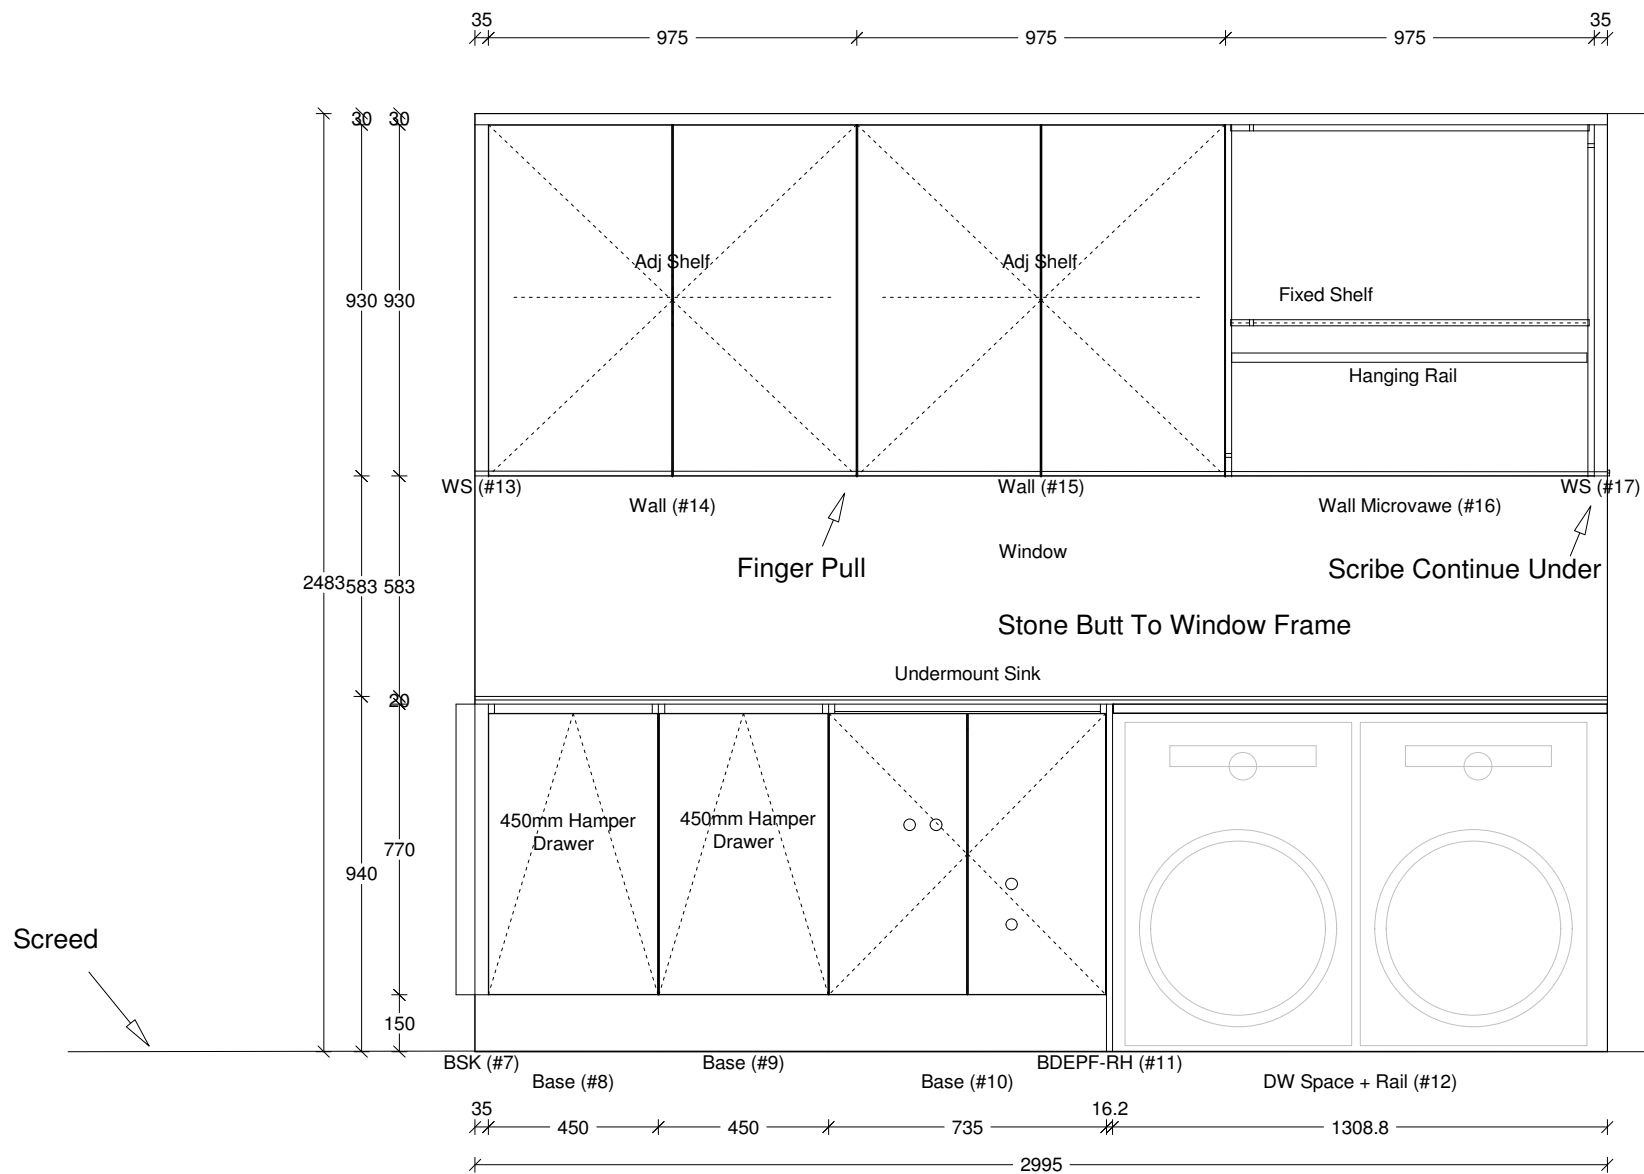 35
35
975
975
975
30
30
Adj Shelf
Adj Shelf
930
930
Fixed Shelf
Hanging Rail
WS (#13)
Wall (#14)
Wall (#15)
Wall Microvawe (#16)
WS (#17)
Window
Finger Pull
Scribe Continue Under
2483
583
583
Stone Butt To Window Frame
Undermount Sink
20
450mm Hamper
Drawer
450mm Hamper
Drawer
770
940
Screed
150
BSK (#7)
Base (#8)
Base (#9)
Base (#10)
BDEPF-RH (#11)
DW Space + Rail (#12)
35
16.2
450
450
735
1308.8
2995